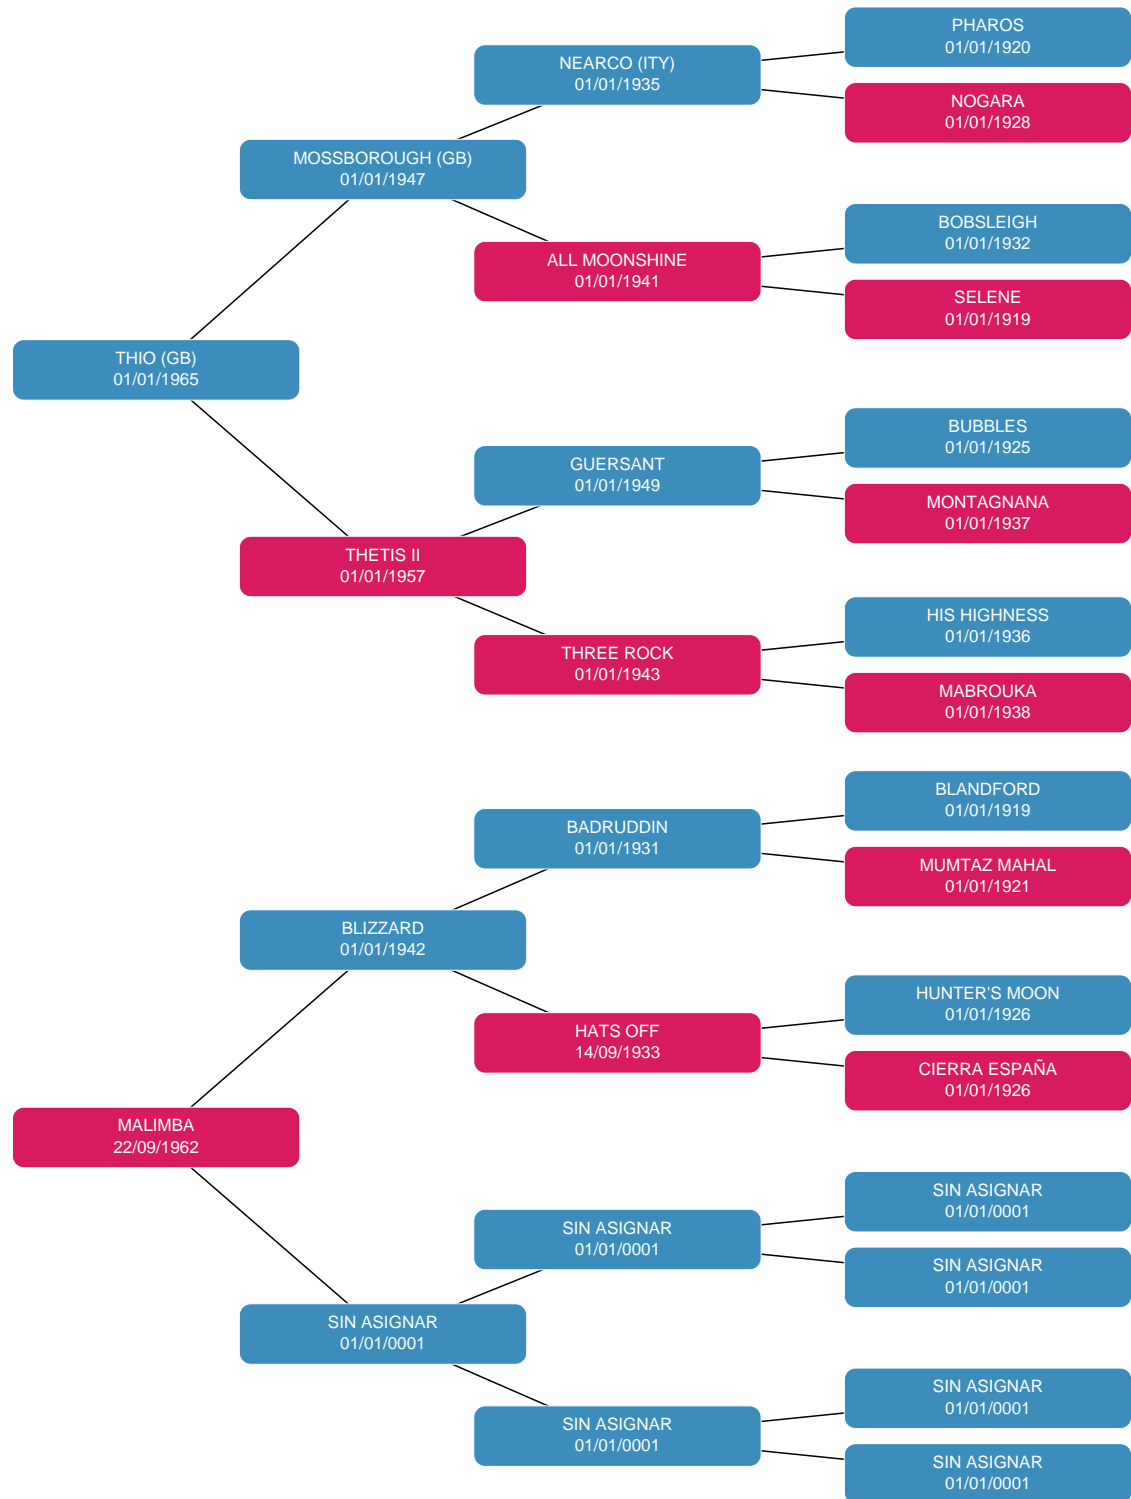 PHAROS
01/01/1920
NEARCO (ITY)
01/01/1935
NOGARA
01/01/1928
MOSSBOROUGH (GB)
01/01/1947
BOBSLEIGH
01/01/1932
ALL MOONSHINE
01/01/1941
SELENE
01/01/1919
THIO (GB)
01/01/1965
BUBBLES
01/01/1925
GUERSANT
01/01/1949
MONTAGNANA
01/01/1937
THETIS II
01/01/1957
HIS HIGHNESS
01/01/1936
THREE ROCK
01/01/1943
MABROUKA
01/01/1938
BLANDFORD
01/01/1919
BADRUDDIN
01/01/1931
MUMTAZ MAHAL
01/01/1921
BLIZZARD
01/01/1942
HUNTER'S MOON
01/01/1926
HATS OFF
14/09/1933
CIERRA ESPAÑA
01/01/1926
MALIMBA
22/09/1962
SIN ASIGNAR
01/01/0001
SIN ASIGNAR
01/01/0001
SIN ASIGNAR
01/01/0001
SIN ASIGNAR
01/01/0001
SIN ASIGNAR
01/01/0001
SIN ASIGNAR
01/01/0001
SIN ASIGNAR
01/01/0001